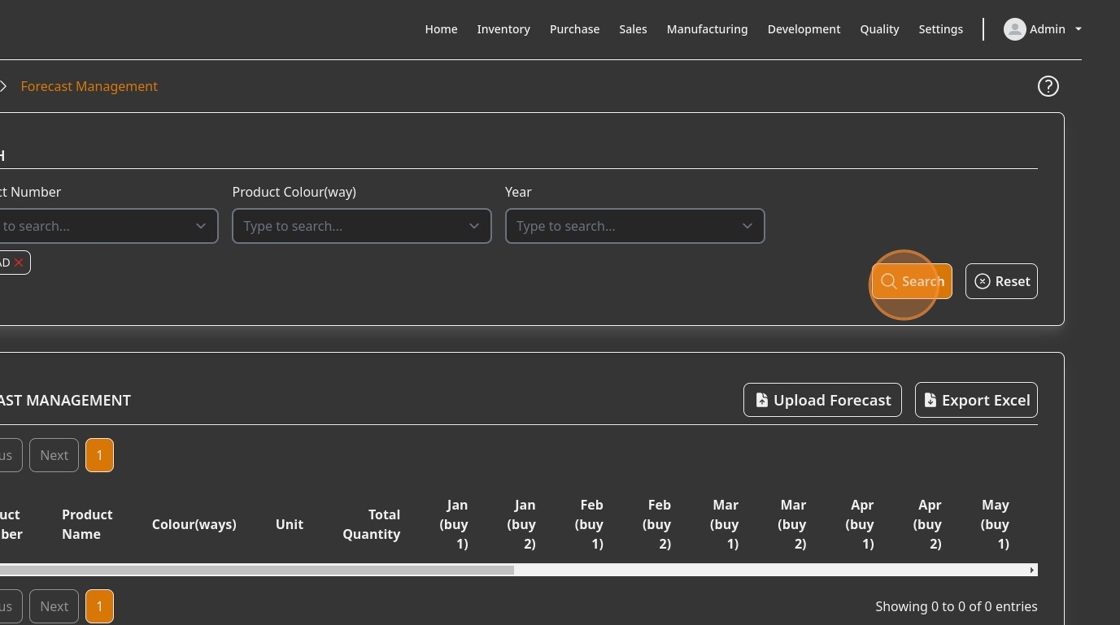 Home Inventory Purchase Sales Manufacturing Development Quality Settings Admin
Forecast Management
H
ct Number Product Colour(way) Year
to search... Type to search... Type to search...
AD
Search Reset
AST MANAGEMENT Upload Forecast Export Excel
us Next 1
uct
ber
Product
Name
Colour(ways)
Unit
Total
Quantity
Jan
(buy
1)
Jan
(buy
2)
Feb
(buy
1)
Feb
(buy
2)
Mar
(buy
1)
Mar
(buy
2)
Apr
(buy
1)
Apr
(buy
2)
May
(buy
1)
us Next 1
Showing 0 to 0 of 0 entries